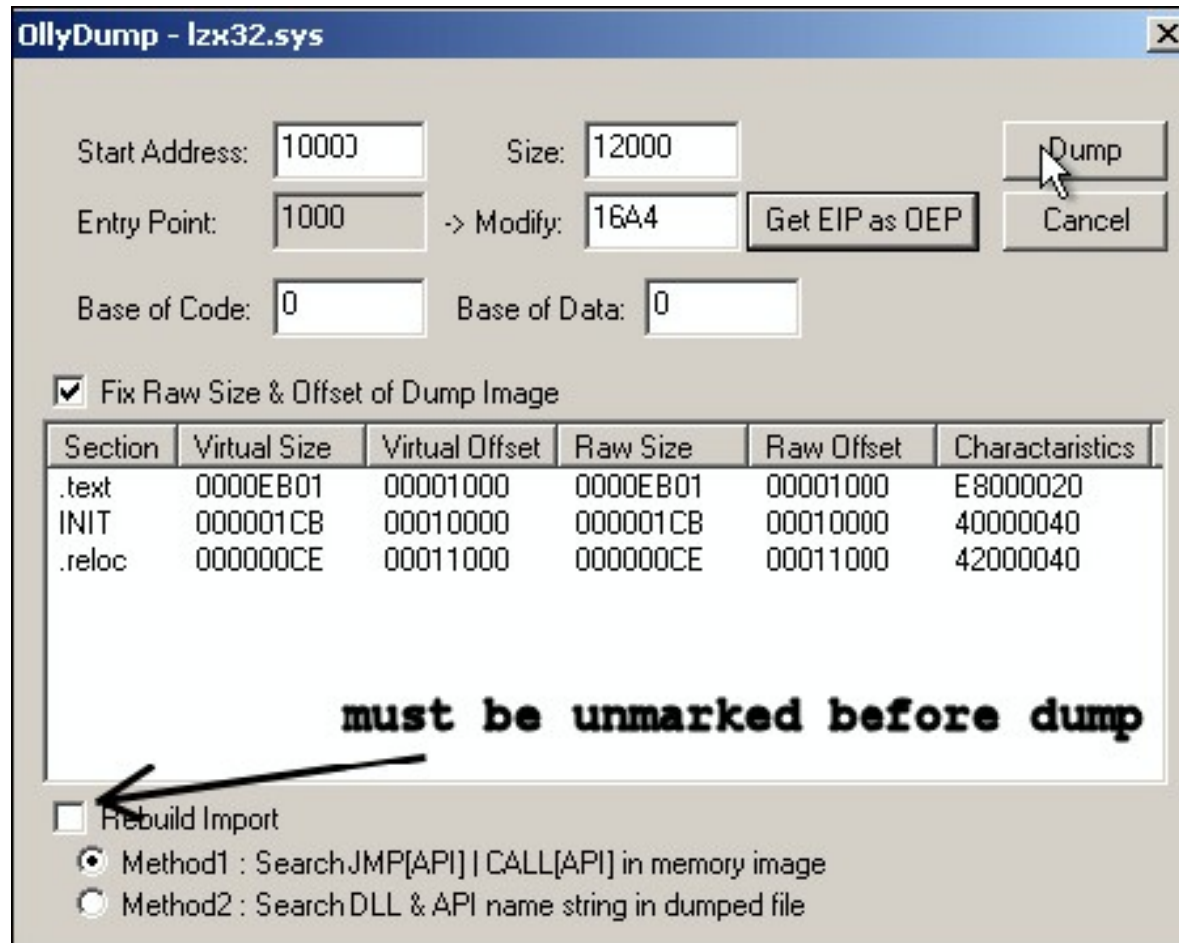 OllyDump - lzx32.sys
Start Address: 10000 Size: 12000 Dump
Entry Point: 1000 -> Modify: 16A4 Get EIP as OEP Cancel
Base of Code: 0 Base of Data: 0
Fix Raw Size & Offset of Dump Image
Section Virtual Size Virtual Offset Raw Size Raw Offset Charactaristics
.text 0000EB01 00001000 0000EB01 00001000 E8000020
INIT 000001CB 00010000 000001CB 00010000 40000040
.reloc 000000CE 00011000 000000CE 00011000 42000040
must be unmarked before dump
Rebuild Import
Method1 : Search JMP[API] | CALL[API] in memory image
Method2 : Search DLL & API name string in dumped file